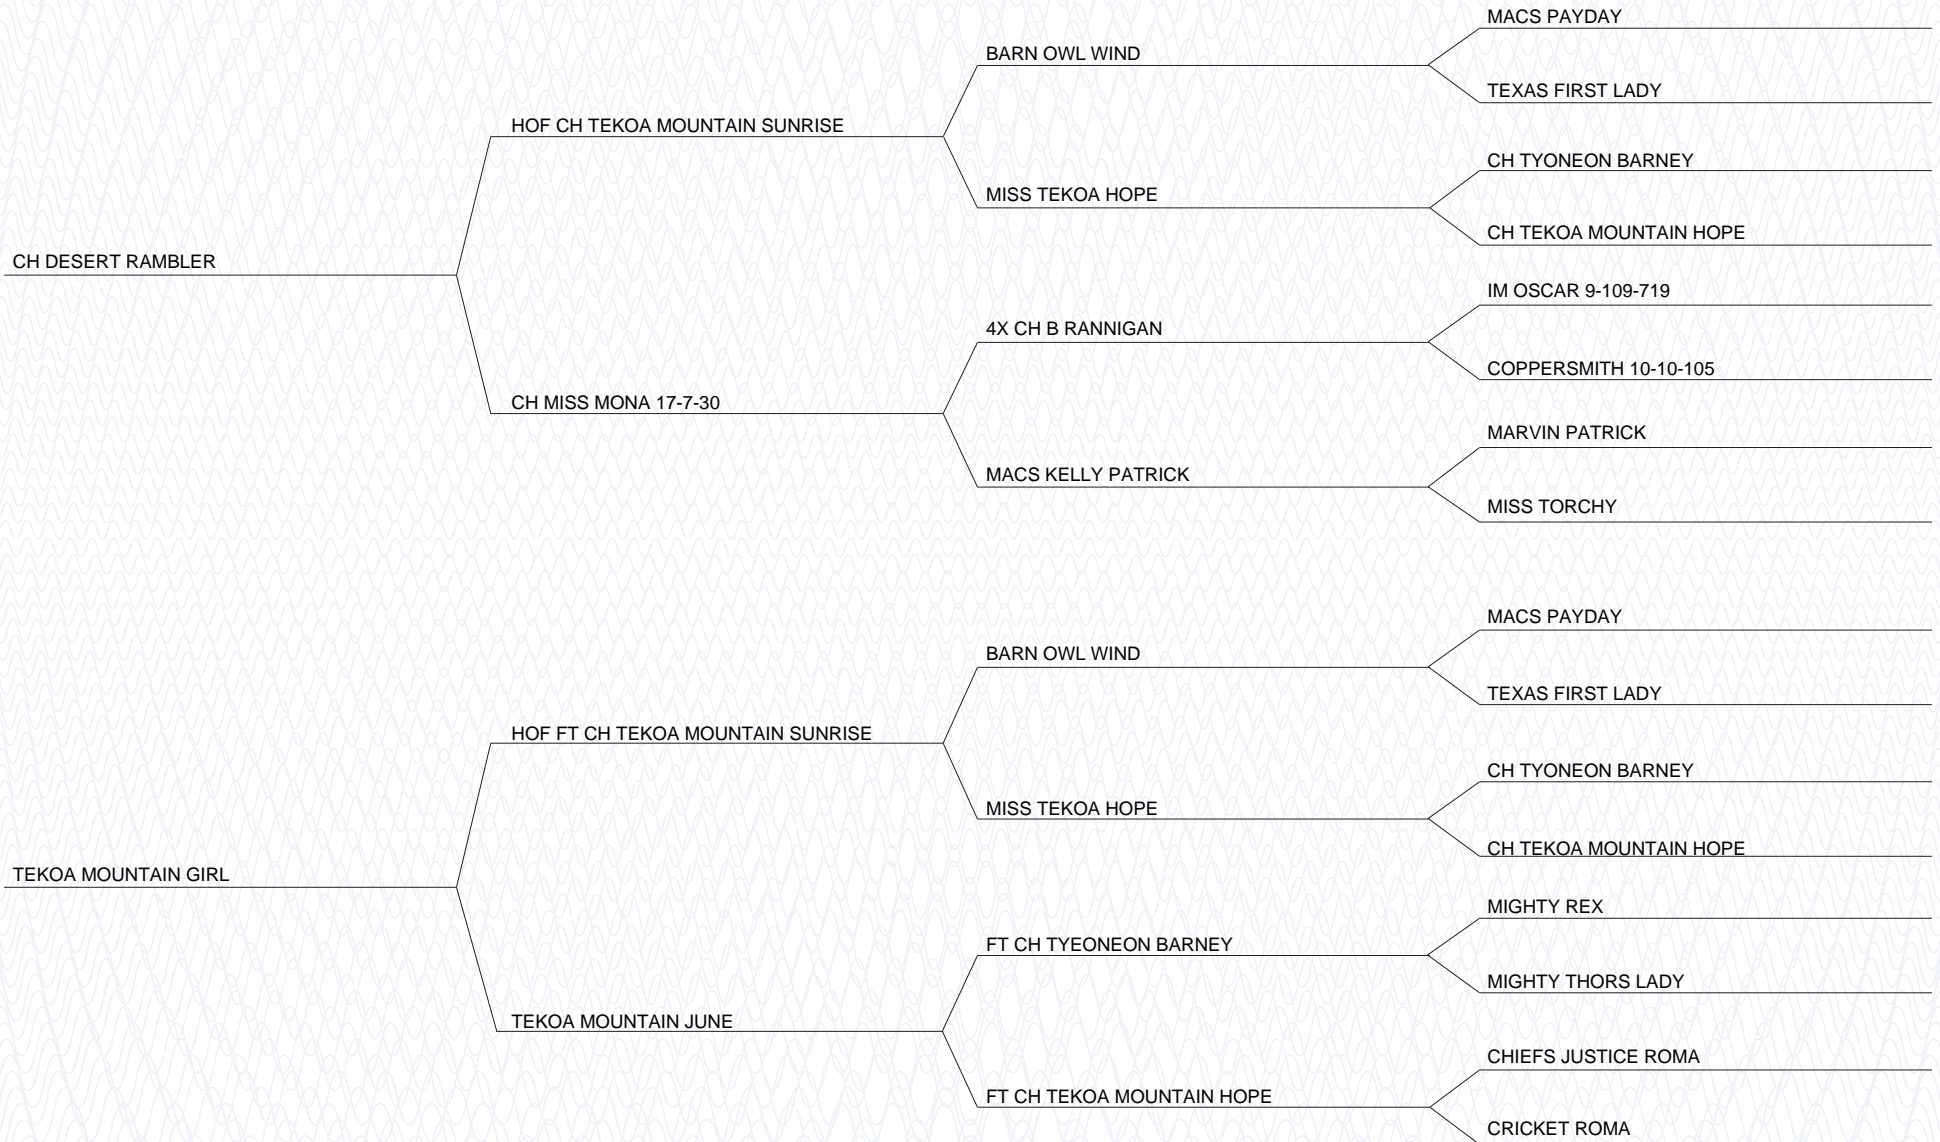 MACS PAYDAY
BARN OWL WIND
TEXAS FIRST LADY
HOF CH TEKOA MOUNTAIN SUNRISE
CH TYONEON BARNEY
MISS TEKOA HOPE
CH TEKOA MOUNTAIN HOPE
CH DESERT RAMBLER
IM OSCAR 9-109-719
4X CH B RANNIGAN
COPPERSMITH 10-10-105
CH MISS MONA 17-7-30
MARVIN PATRICK
MACS KELLY PATRICK
MISS TORCHY
MACS PAYDAY
BARN OWL WIND
TEXAS FIRST LADY
HOF FT CH TEKOA MOUNTAIN SUNRISE
CH TYONEON BARNEY
MISS TEKOA HOPE
CH TEKOA MOUNTAIN HOPE
TEKOA MOUNTAIN GIRL
MIGHTY REX
FT CH TYEONEON BARNEY
MIGHTY THORS LADY
TEKOA MOUNTAIN JUNE
CHIEFS JUSTICE ROMA
FT CH TEKOA MOUNTAIN HOPE
CRICKET ROMA